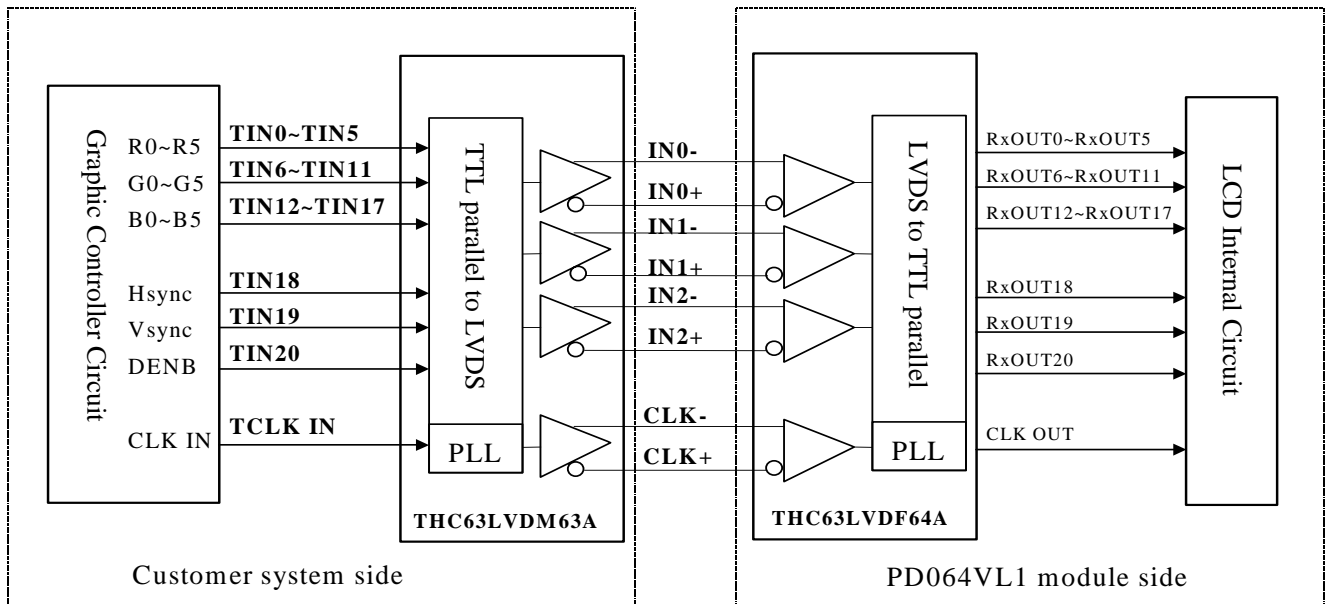 Graphic Controller Circuit
R0~R5
G0~G5
B0~B5
Hsync
Vsync
DENB
CLK IN
TIN0~TIN5
TIN6~TIN11
TIN12~TIN17
TIN18
TIN19
TIN20
TCLK IN
TTL parallel to LVDS
PLL
THC63LVDM63A
IN0-
IN0+
IN1-
IN1+
IN2-
IN2+
CLK-
CLK+
LVDS to TTL parallel
PLL
THC63LVDF64A
RxOUT0~RxOUT5
RxOUT6~RxOUT11
RxOUT12~RxOUT17
RxOUT18
RxOUT19
RxOUT20
CLK OUT
LCD Internal Circuit
Customer system side
PD064VL1 module side